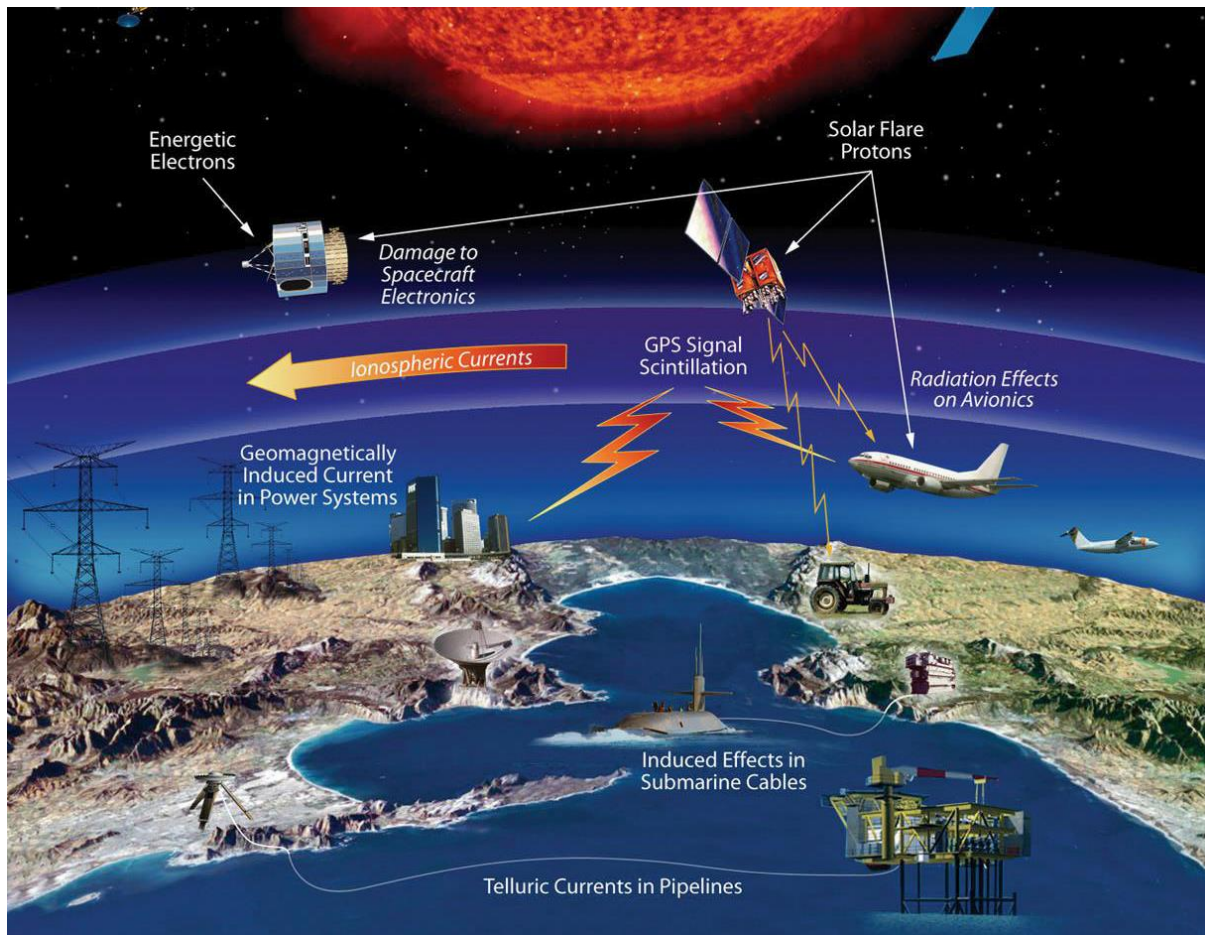 Energetic
Electrons
Solar Flare
Protons
Damage to
Spacecraft
Electronics
Ionospheric Currents
GPS Signal
Scintillation
Radiation Effects
on Avionics
Geomagnetically
Induced Current
in Power Systems
Induced Effects in
Submarine Cables
Telluric Currents in Pipelines